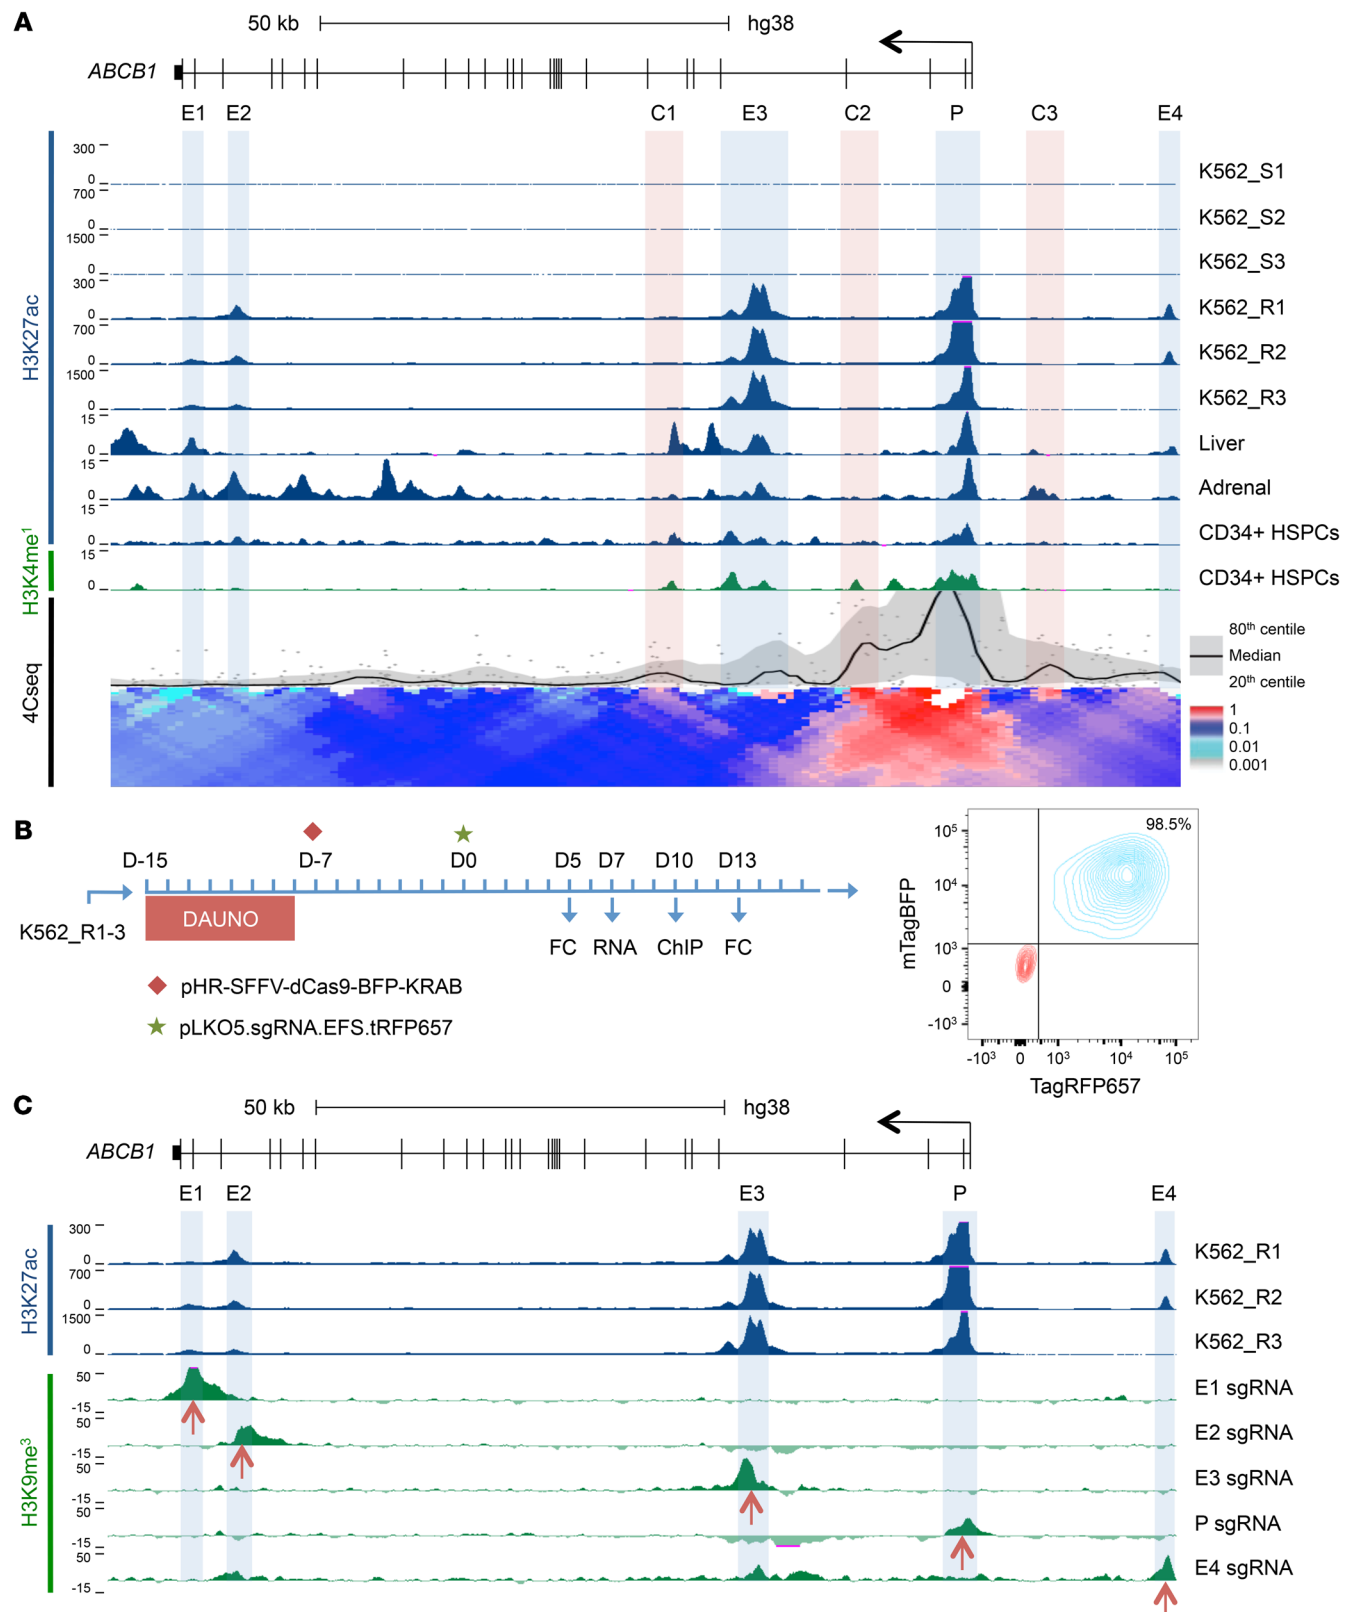 A
50 kb
hg38
ABCB1
E1 E2 C1 E3 C2 P C3 E4
H3K27ac
300
0
K562_S1
700
0
K562_S2
1500
0
K562_S3
300
0
K562_R1
700
0
K562_R2
1500
0
K562_R3
15
0
Liver
15
0
Adrenal
15
0
CD34+ HSPCs
H3K4me1
15
0
CD34+ HSPCs
4Cseq
80th centile
Median
20th centile
1
0.1
0.01
0.001
B
D-15 D-7 D0 D5 D7 D10 D13
DAUNO
K562_R1-3
FC RNA ChIP FC
pHR-SFFV-dCas9-BFP-KRAB
pLKO5.sgRNA.EFS.tRFP657
98.5%
mTagBFP
105
104
103
0
-103
-103 0 103 104 105
TagRFP657
C
50 kb
hg38
ABCB1
E1 E2 E3 P E4
H3K27ac
300
0
K562_R1
700
0
K562_R2
1500
0
K562_R3
H3K9me3
50
-15
E1 sgRNA
50
-15
E2 sgRNA
50
-15
E3 sgRNA
50
-15
P sgRNA
50
-15
E4 sgRNA